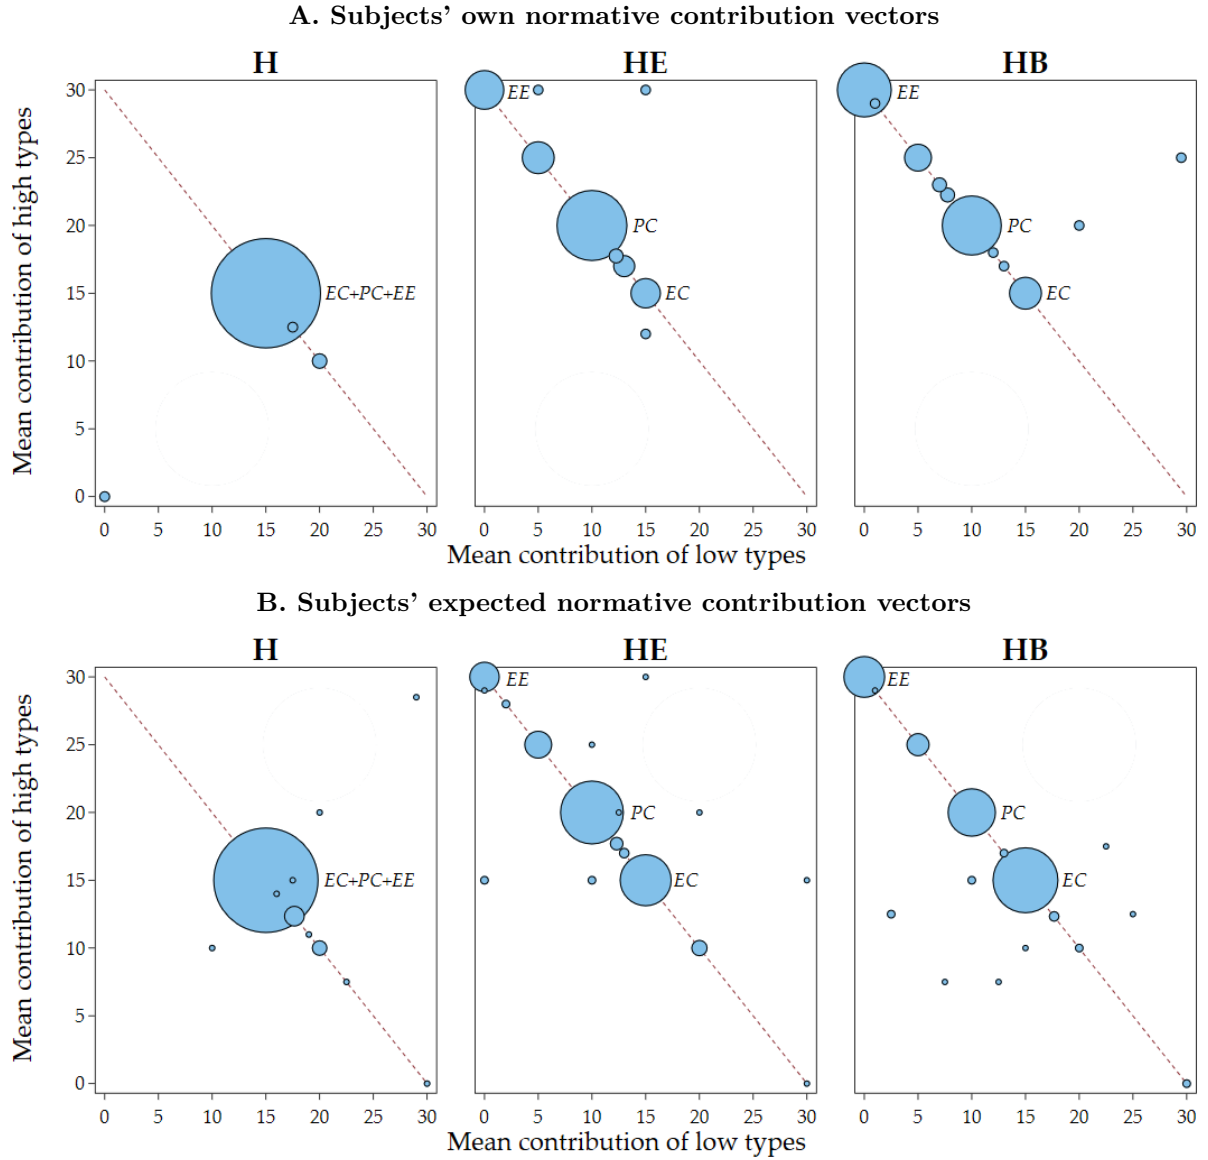 A. Subjects' own normative contribution vectors
H HE HB
Mean contribution of high types
30
25
20
15
10
5
0
EC+PC+EE
EE
PC
EC
EE
PC
EC
0 5 10 15 20 25 30 0 5 10 15 20 25 30 0 5 10 15 20 25 30
Mean contribution of low types
B. Subjects' expected normative contribution vectors
H HE HB
Mean contribution of high types
30
25
20
15
10
5
0
EC+PC+EE
EE
PC
EC
EE
PC
EC
0 5 10 15 20 25 30 0 5 10 15 20 25 30 0 5 10 15 20 25 30
Mean contribution of low types